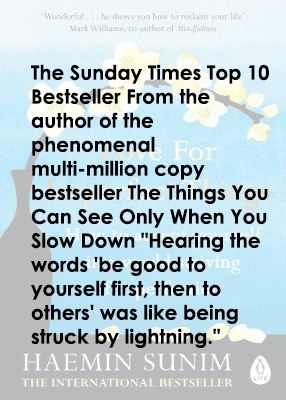 'Wonderful . . . he shows you how to reclaim your life'
Mark Williams, co-author of Mindfulness
The Sunday Times Top 10
Bestseller From the
author of the
phenomenal
multi-million copy
bestseller The Things You
Can See Only When You
Slow Down "Hearing the
words 'be good to
yourself first, then to
others' was like being
struck by lightning."
Love For
HAEMIN SUNIM
THE INTERNATIONAL BESTSELLER
LIFE